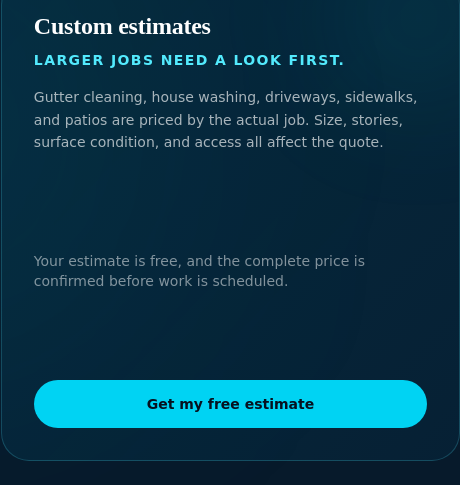 Custom estimates
LARGER JOBS NEED A LOOK FIRST.
Gutter cleaning, house washing, driveways, sidewalks,
and patios are priced by the actual job. Size, stories,
surface condition, and access all affect the quote.
Your estimate is free, and the complete price is
confirmed before work is scheduled.
Get my free estimate